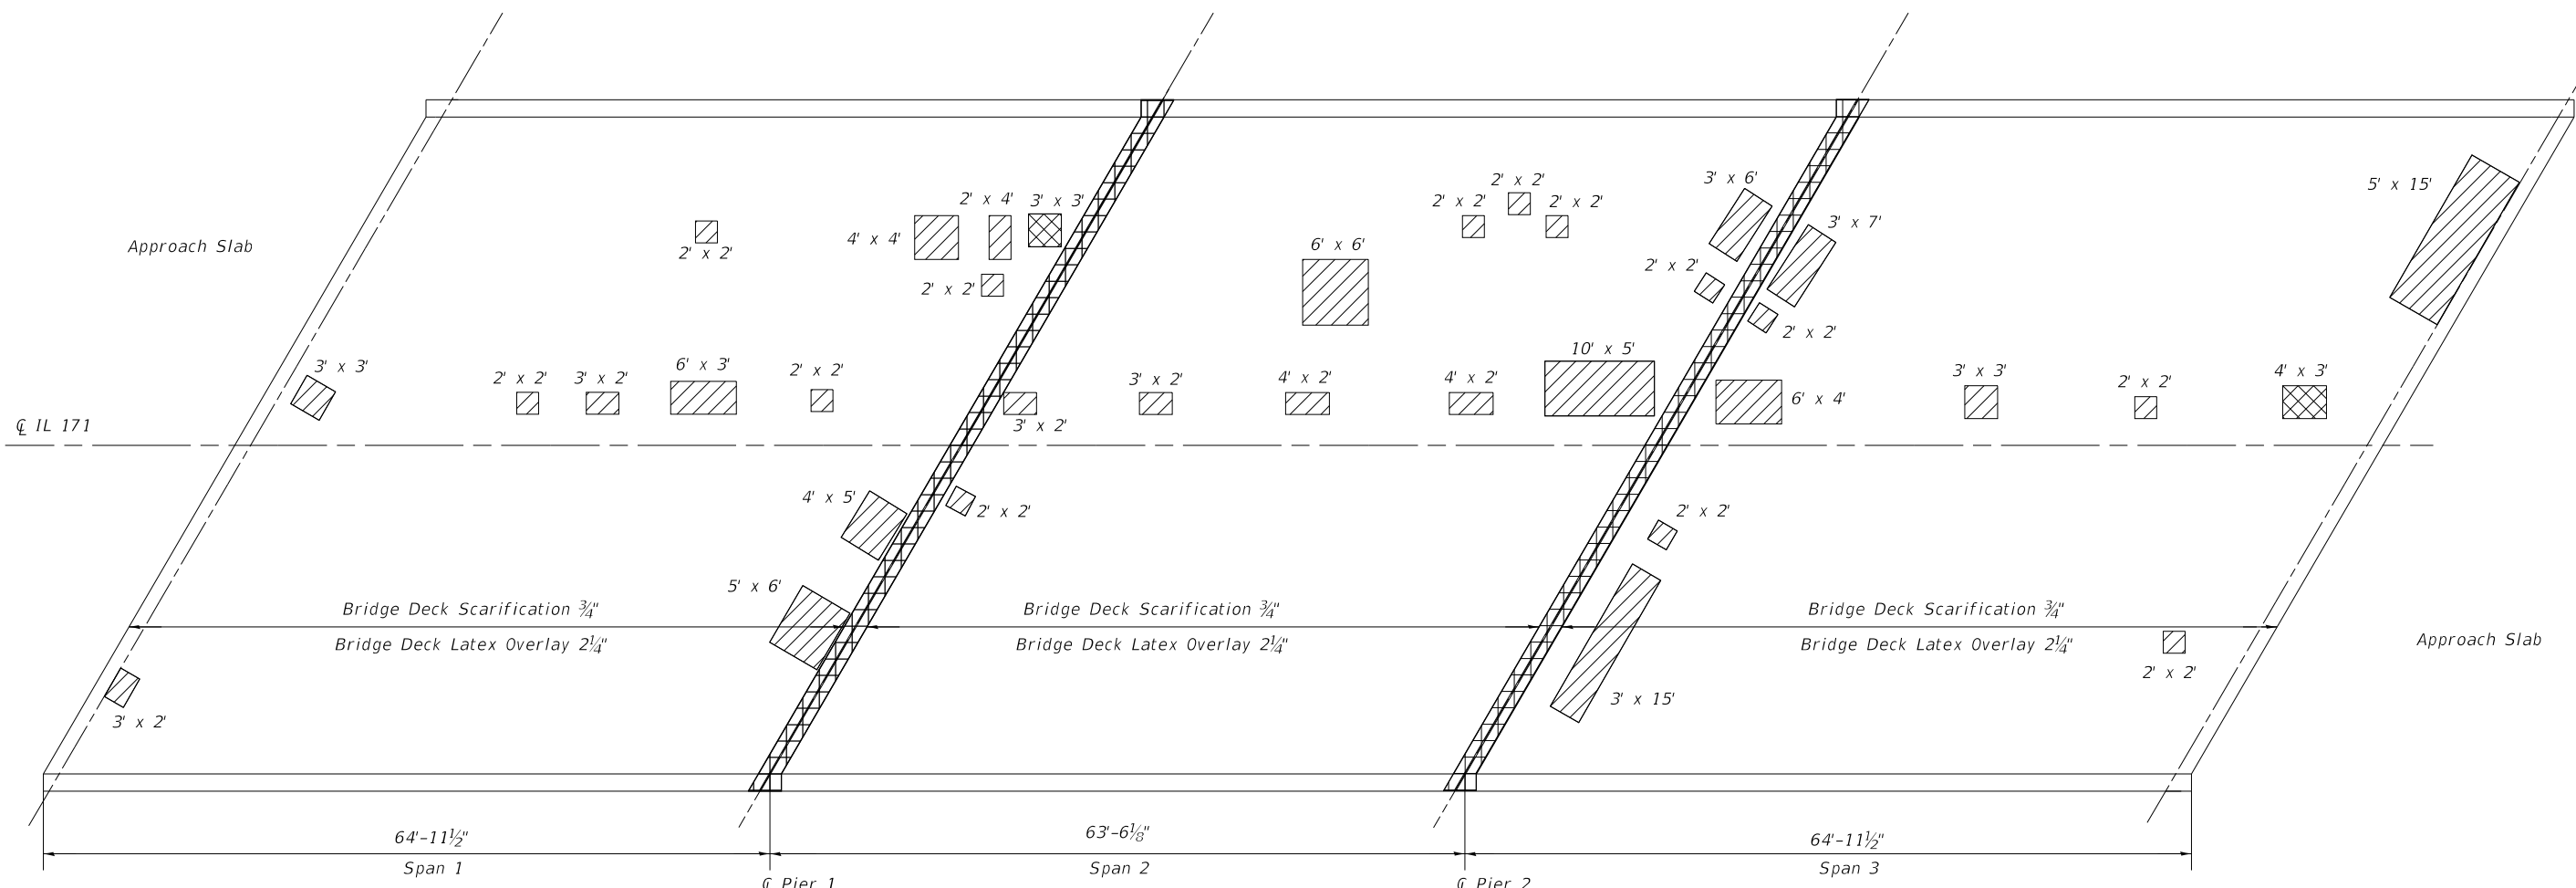 2' x 2'
3' x 6'
5' x 15'
2' x 4'
3' x 3'
2' x 2'
2' x 2'
3' x 7'
4' x 4'
Approach Slab
2' x 2'
6' x 6'
2' x 2'
2' x 2'
2' x 2'
10' x 5'
3' x 3'
6' x 3'
2' x 2'
2' x 2'
3' x 2'
3' x 2'
4' x 2'
4' x 2'
3' x 3'
2' x 2'
4' x 3'
6' x 4'
℄ IL 171
3' x 2'
4' x 5'
2' x 2'
2' x 2'
5' x 6'
Bridge Deck Scarification ¾"
Bridge Deck Scarification ¾"
Bridge Deck Scarification ¾"
Bridge Deck Latex Overlay 2¼"
Bridge Deck Latex Overlay 2¼"
Bridge Deck Latex Overlay 2¼"
Approach Slab
2' x 2'
3' x 15'
3' x 2'
64'-11½"
63'-6⅛"
64'-11½"
Span 1
Span 2
Span 3
℄ Pier 1
℄ Pier 2